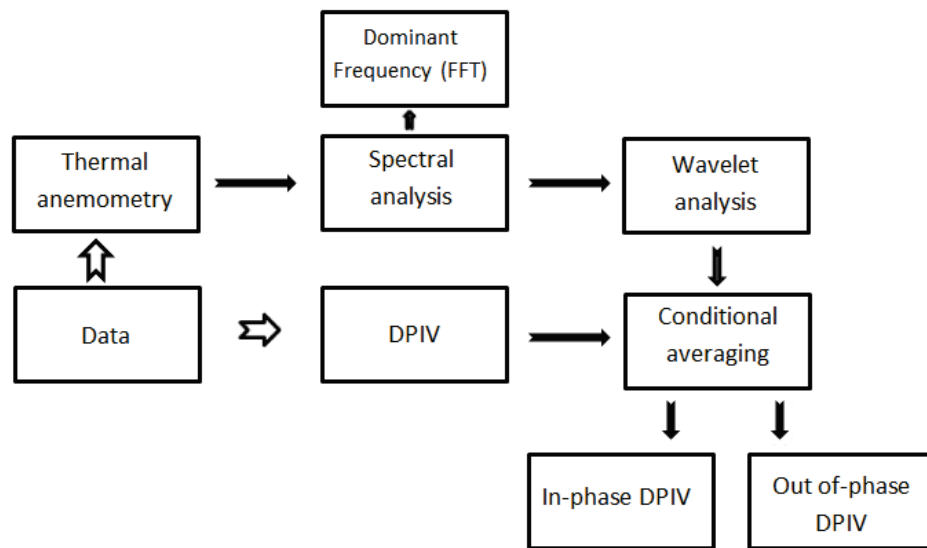 Dominant
Frequency (FFT)
Thermal
anemometry
Spectral
analysis
Wavelet
analysis
Data
DPIV
Conditional
averaging
In-phase DPIV
Out of-phase
DPIV